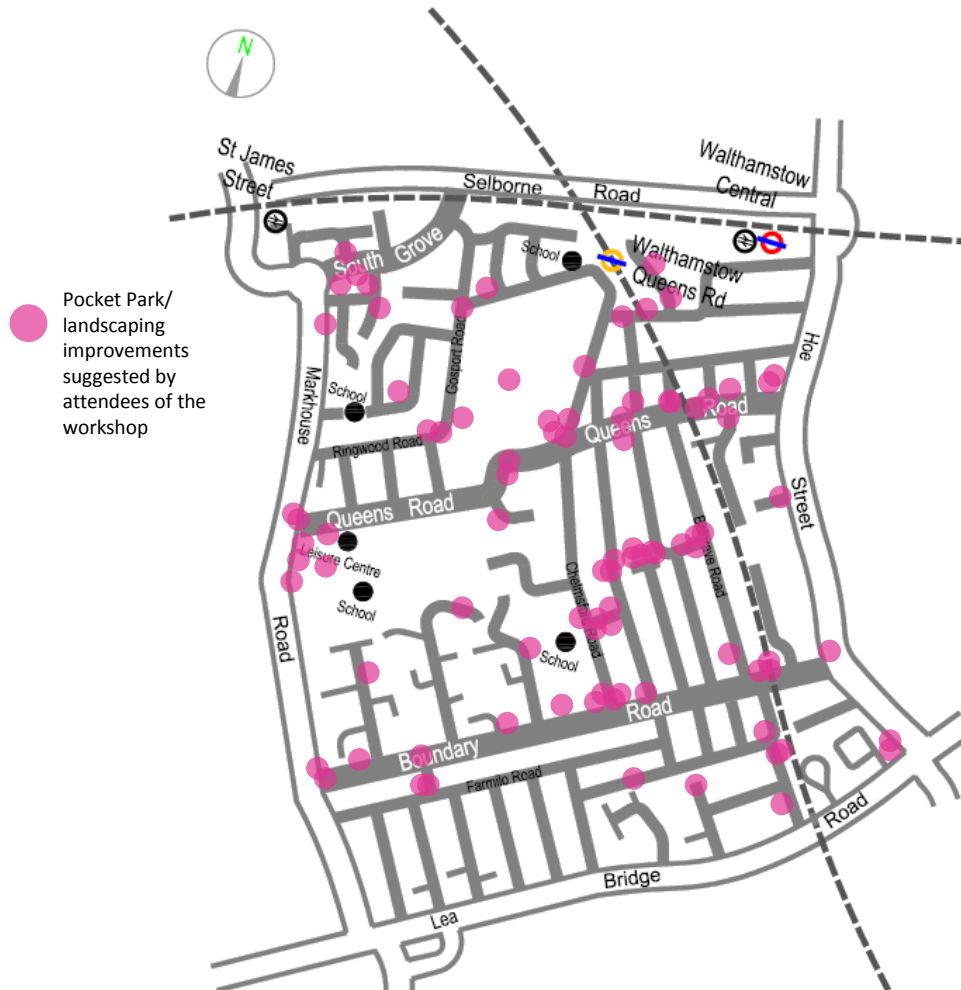 N
St James
Street
Selborne Road
Walthamstow
Central
South Grove
School
Walthamstow
Queens Rd
Pocket Park/
landscaping
improvements
suggested by
attendees of the
workshop
Gosport Road
Hoe
Markhouse
School
Queens Road
Ringwood Road
Street
Queens Road
Leisure Centre
School
Chelmsford Road
Road
School
Road
Boundary
Farmilo Road
Road
Bridge
Lea